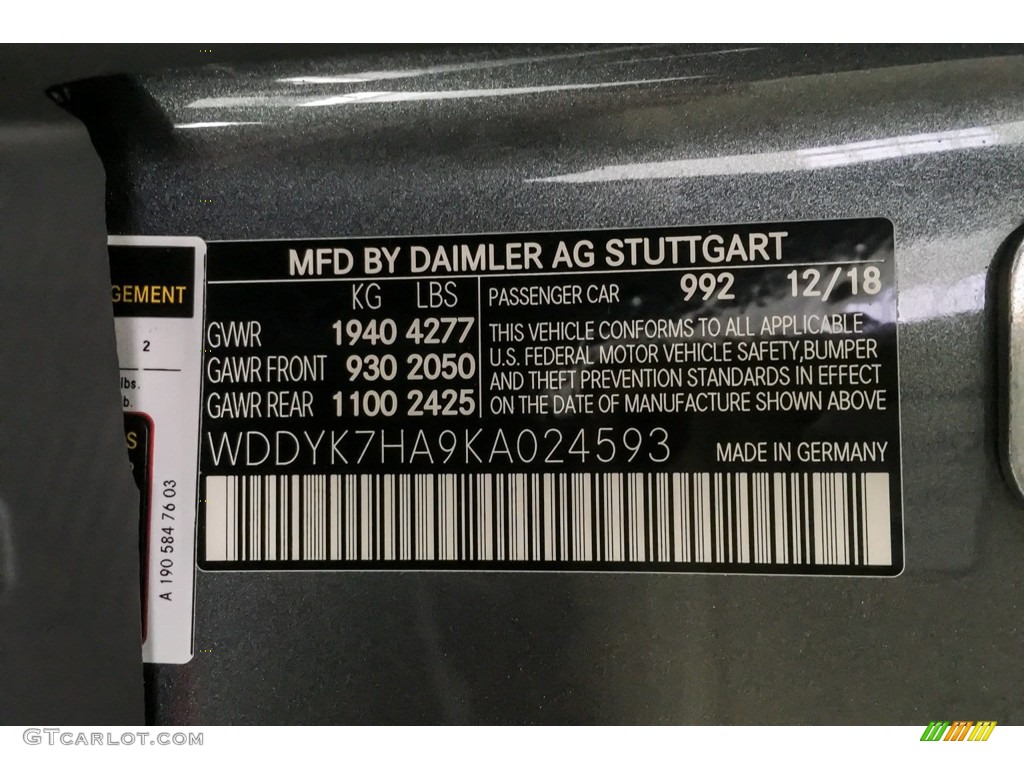 MFD BY DAIMLER AG STUTTGART
KG LBS
GVWR 1940 4277
GAWR FRONT 930 2050
GAWR REAR 1100 2425
PASSENGER CAR 992 12/18
THIS VEHICLE CONFORMS TO ALL APPLICABLE
U.S. FEDERAL MOTOR VEHICLE SAFETY,BUMPER
AND THEFT PREVENTION STANDARDS IN EFFECT
ON THE DATE OF MANUFACTURE SHOWN ABOVE
WDDYK7HA9KA024593 MADE IN GERMANY
GEMENT
2
lbs.
b.
S
A 190 584 76 03
GTCARLOT.COM